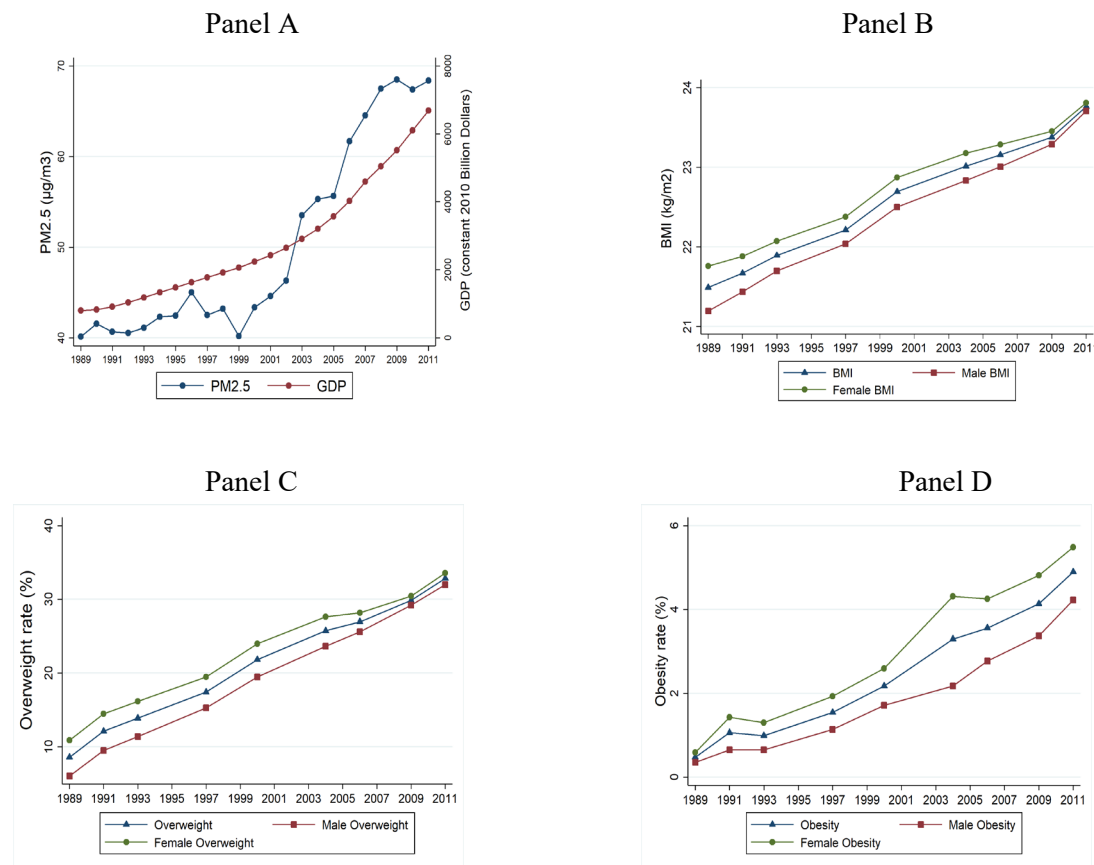 Panel A
Panel B
70
60
50
40
PM2.5 (µg/m3)
8000
6000
4000
2000
0
GDP (constant 2010 Billion Dollars)
1989 1991 1993 1995 1997 1999 2001 2003 2005 2007 2009 2011
PM2.5 GDP
24
23
22
21
BMI (kg/m2)
1989 1991 1993 1995 1997 1999 2001 2003 2005 2007 2009 2011
BMI Male BMI
Female BMI
Panel C
Panel D
40
30
20
10
Overweight rate (%)
1989 1991 1993 1995 1997 1999 2001 2003 2005 2007 2009 2011
Overweight Male Overweight
Female Overweight
6
4
2
0
Obesity rate (%)
1989 1991 1993 1995 1997 1999 2001 2003 2005 2007 2009 2011
Obesity Male Obesity
Female Obesity